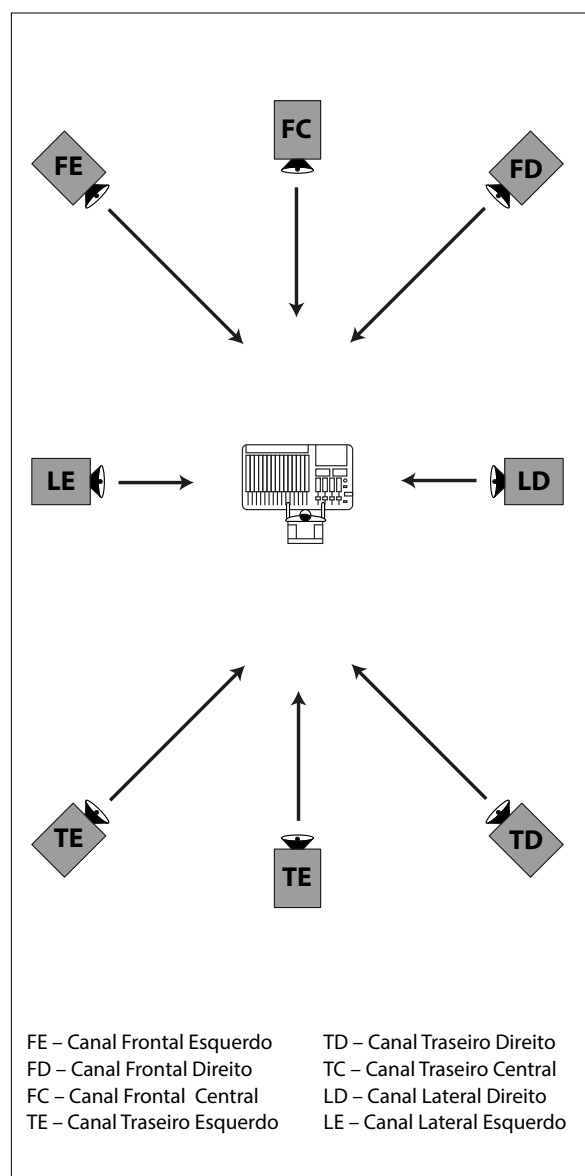 FC
FE
FD
LE
LD
TE
TD
TE
FE – Canal Frontal Esquerdo
FD – Canal Frontal Direito
FC – Canal Frontal Central
TE – Canal Traseiro Esquerdo
TD – Canal Traseiro Direito
TC – Canal Traseiro Central
LD – Canal Lateral Direito
LE – Canal Lateral Esquerdo